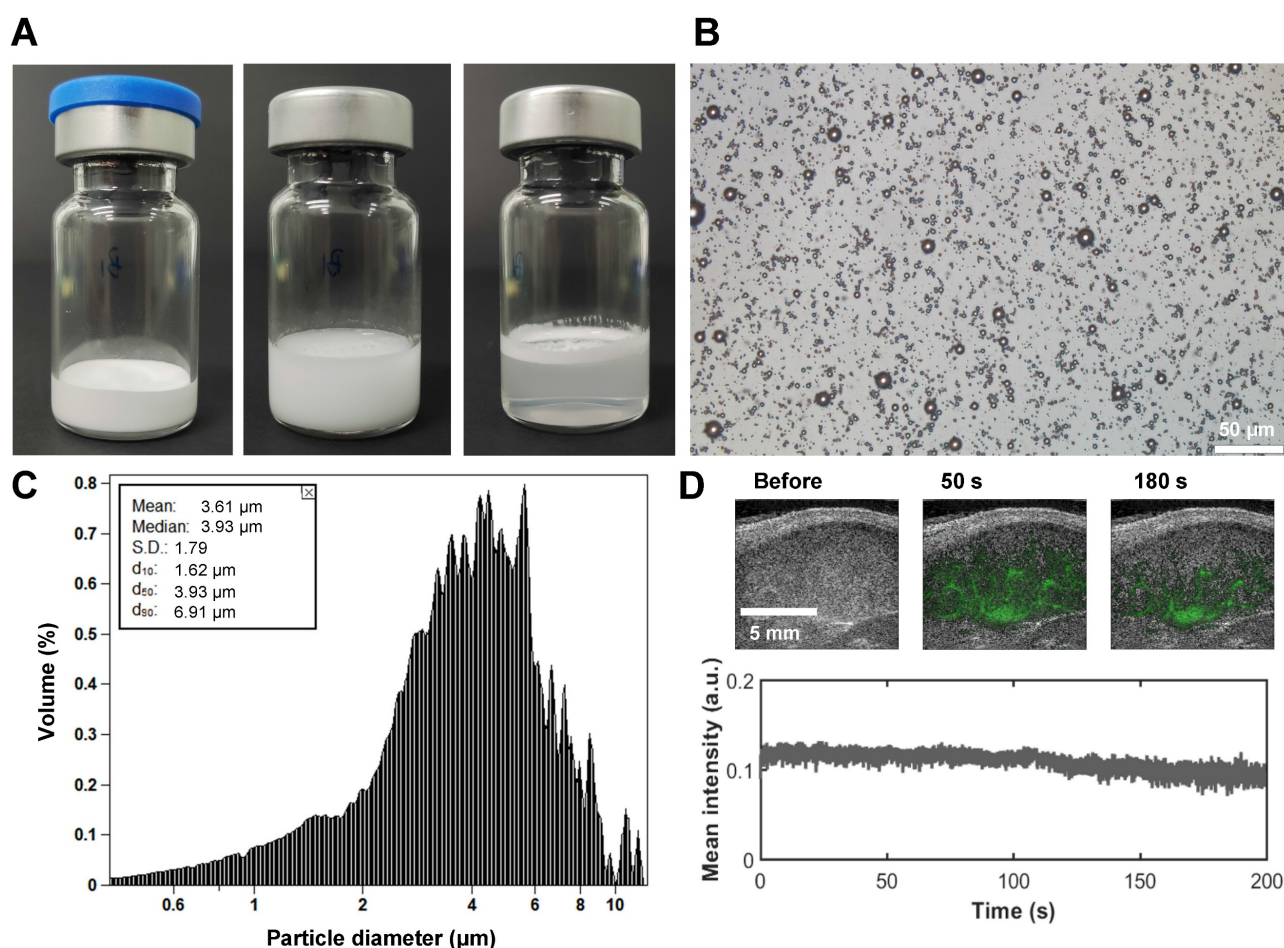 A
B
50 µm
C
0.8
0.7
0.6
0.5
0.4
0.3
0.2
0.1
0
Volume (%)
Mean: 3.61 µm
Median: 3.93 µm
S.D.: 1.79
d₁₀: 1.62 µm
d₅₀: 3.93 µm
d₉₀: 6.91 µm
0.6 1 2 4 6 8 10
Particle diameter (µm)
D
Before 50 s 180 s
5 mm
0.2
0.1
0
Mean intensity (a.u.)
0 50 100 150 200
Time (s)